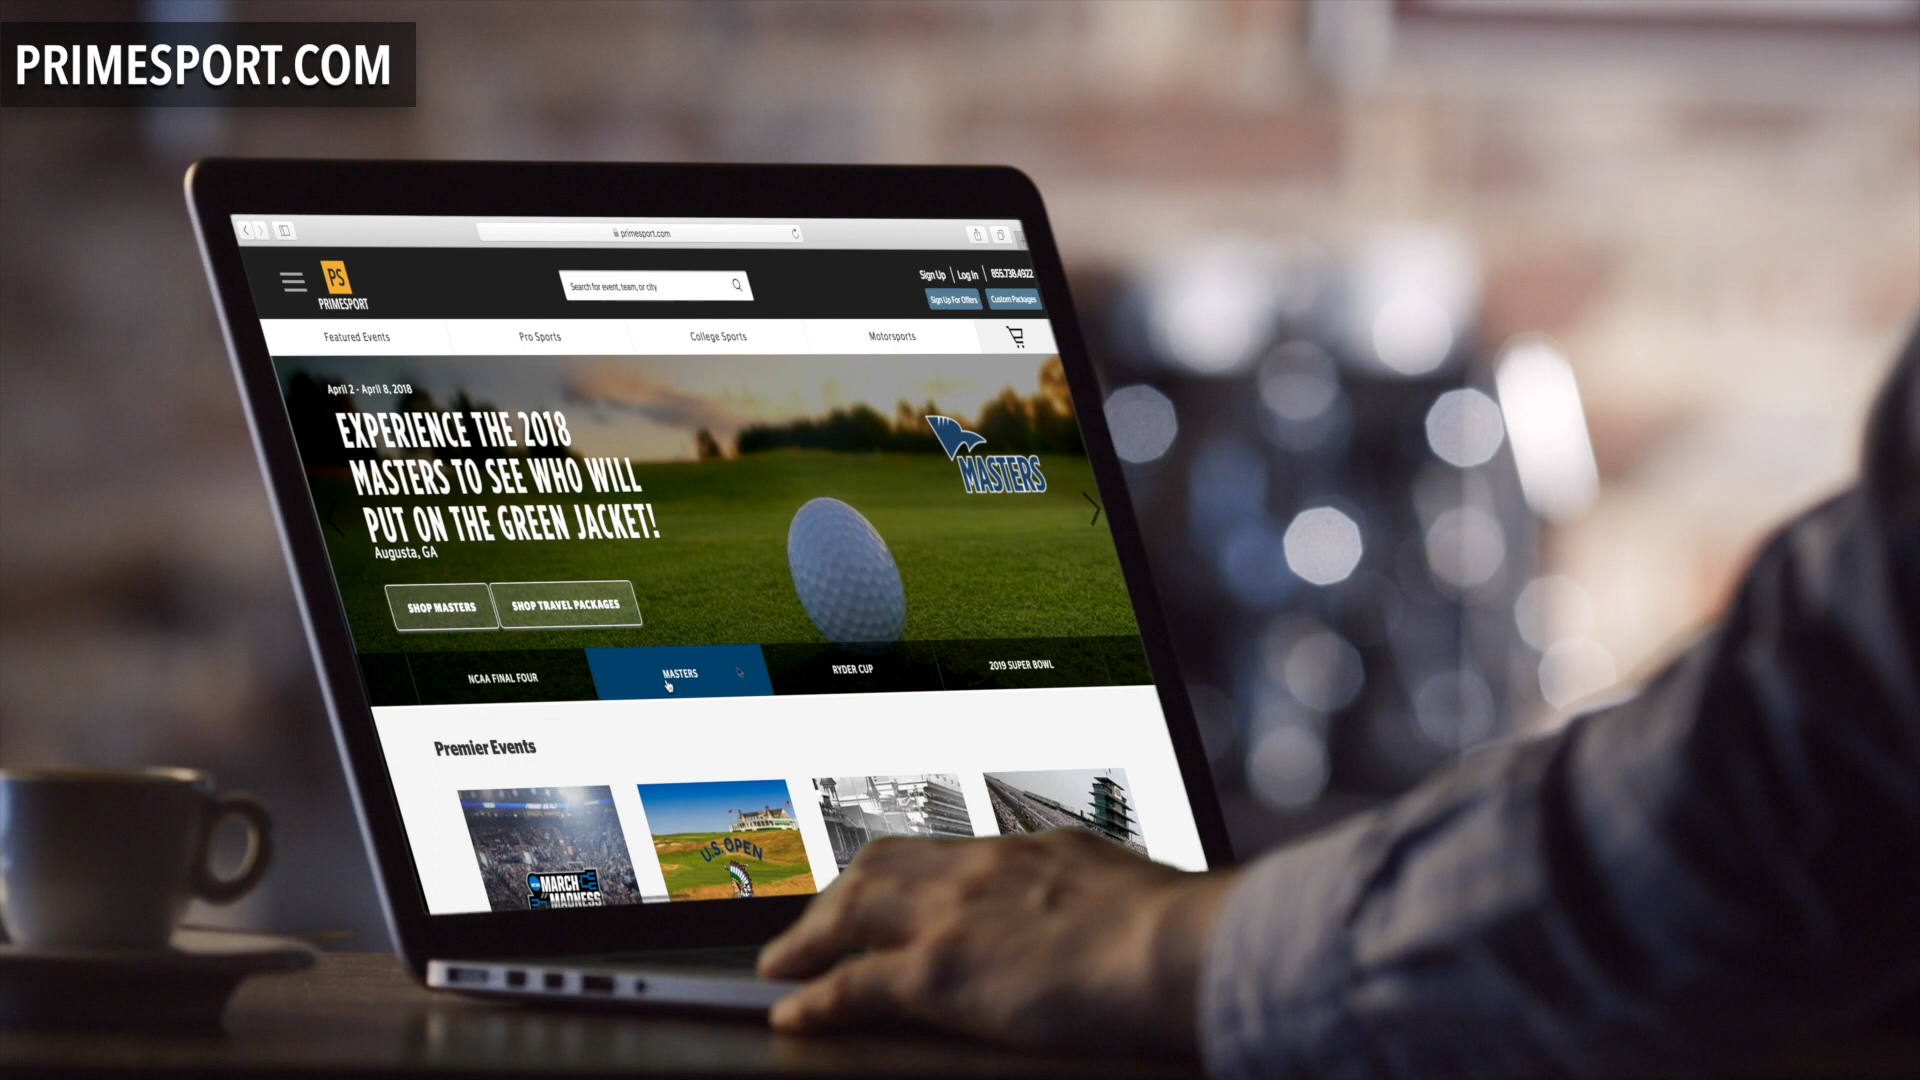 PRIMESPORT.COM
primesport.com
PS
PRIMESPORT
Search for event, team, or city
Sign Up
Log In
855.738.4922
Sign Up For Offers
Custom Packages
Featured Events
Pro Sports
College Sports
Motorsports
April 2 - April 8, 2018
EXPERIENCE THE 2018
MASTERS TO SEE WHO WILL
PUT ON THE GREEN JACKET!
Augusta, GA
MASTERS
SHOP MASTERS
SHOP TRAVEL PACKAGES
NCAA FINAL FOUR
MASTERS
RYDER CUP
2019 SUPER BOWL
Premier Events
NCAA
MARCH
MADNESS
U.S. OPEN